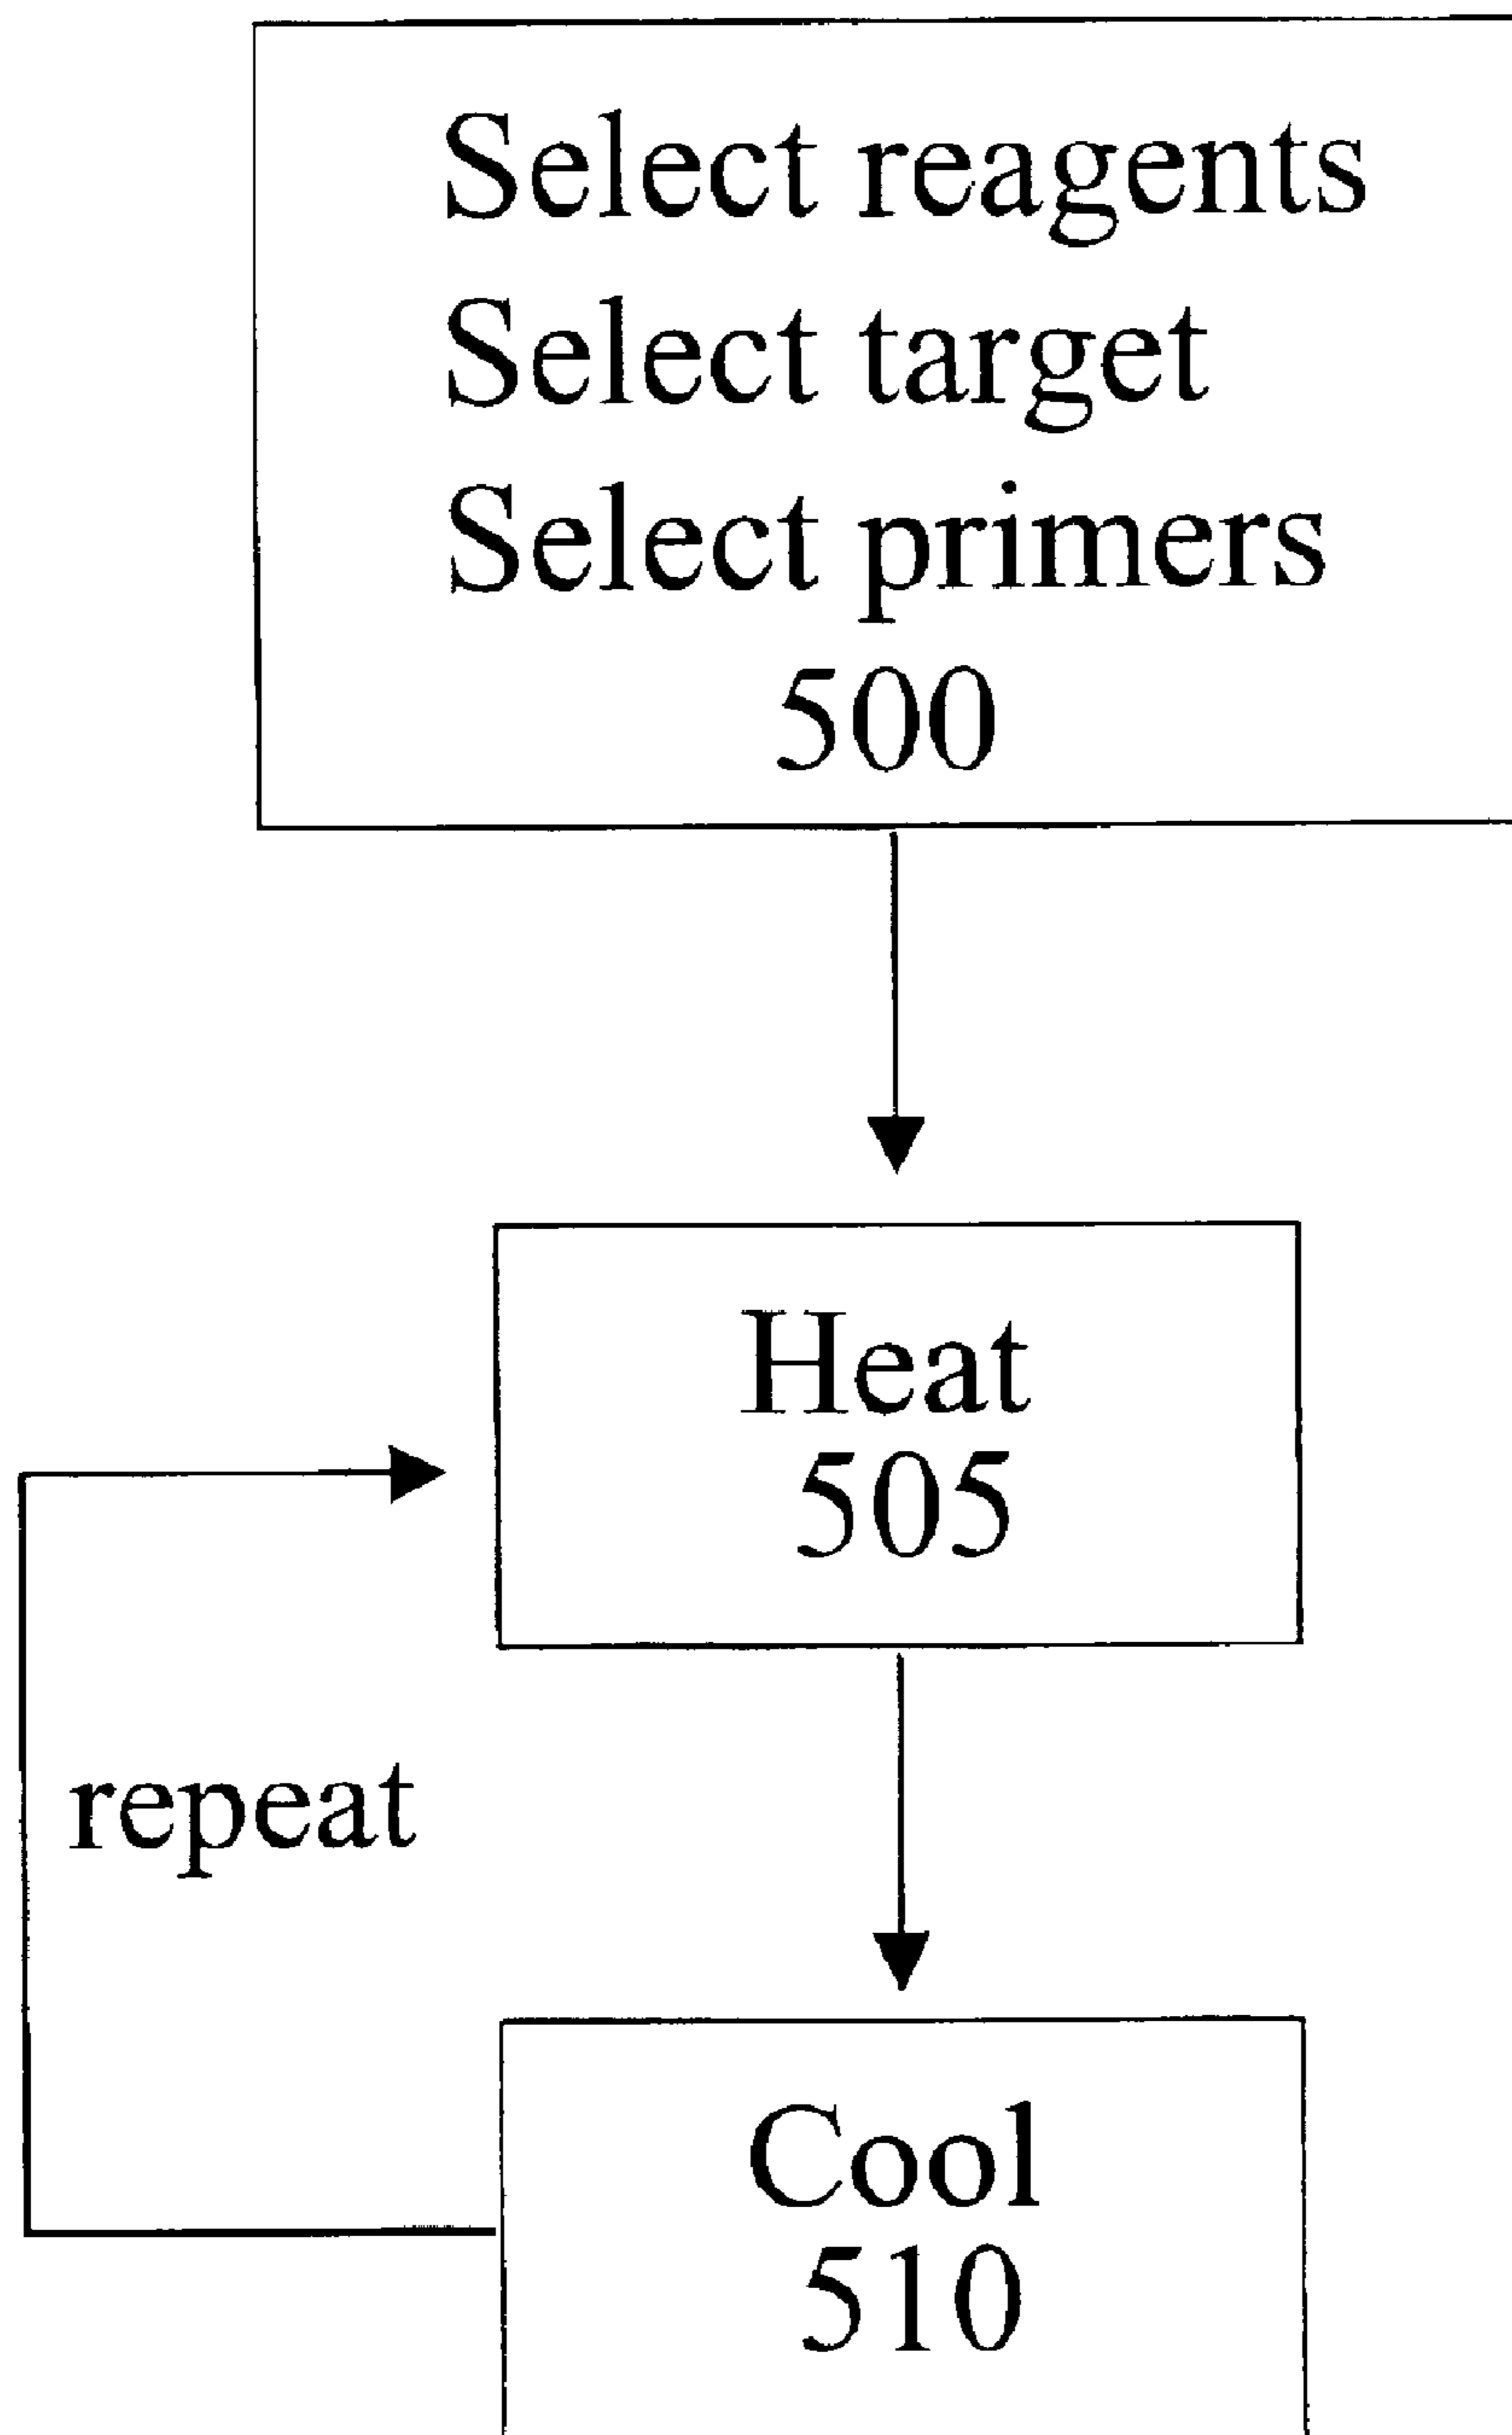 Select reagents
Select target
Select primers
500
Heat
505
repeat
Cool
510